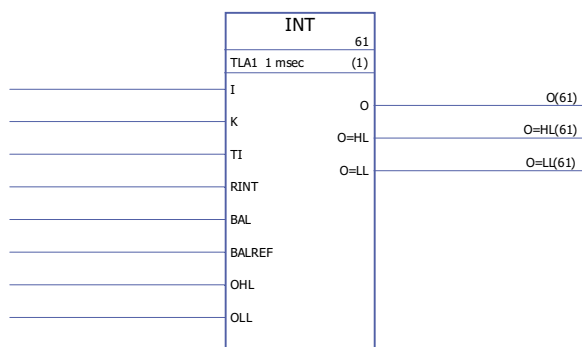 INT
61
TLA1 1 msec (1)
I
K
TI
RINT
BAL
BALREF
OHL
OLL
O O(61)
O=HL O=HL(61)
O=LL O=LL(61)